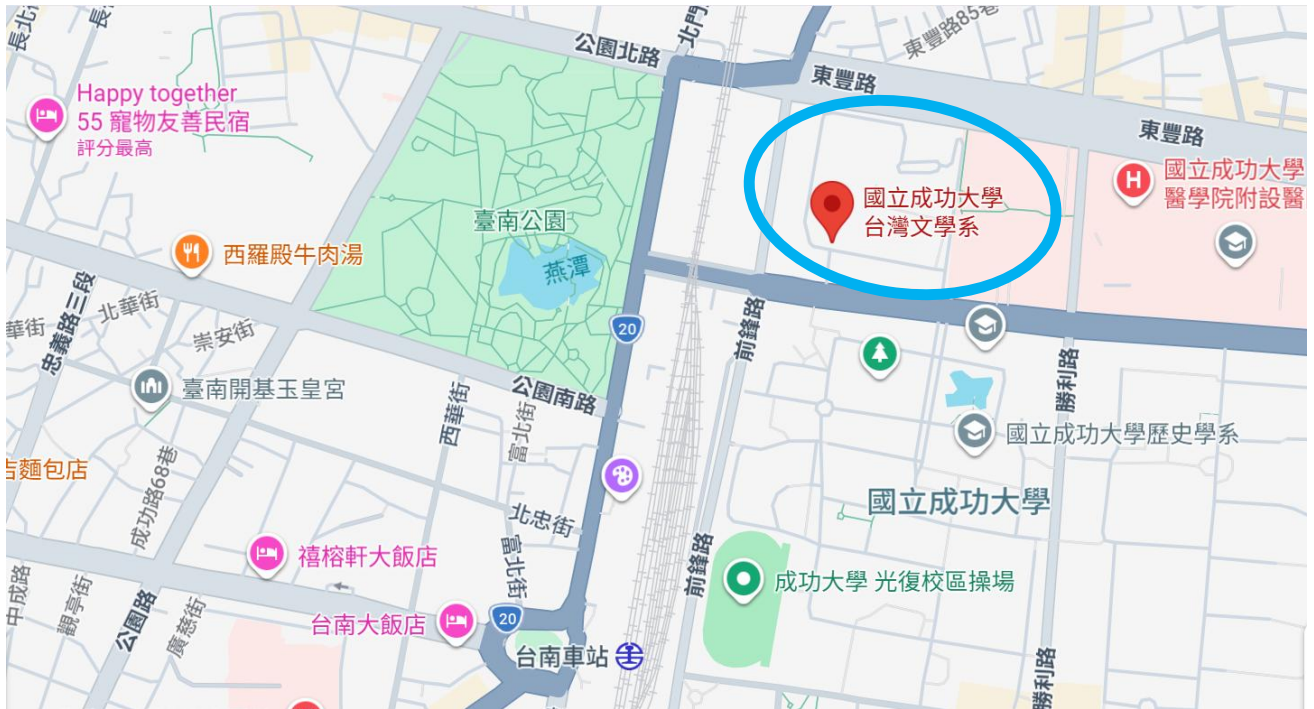 長北街
長
公園北路
北門
東豐路85巷
東豐路
東豐路
Happy together
55 寵物友善民宿
評分最高
國立成功大學
醫學院附設醫
H
國立成功大學
台灣文學系
臺南公園
燕潭
西羅殿牛肉湯
忠義路三段
北華街
華街
崇安街
20
前鋒路
臺南開基玉皇宮
公園南路
西華街
富北街
勝利路
國立成功大學歷史學系
吉麵包店
成功路68巷
國立成功大學
北忠街
富北街
前鋒路
禧榕軒大飯店
成功大學 光復校區操場
中成路
觀亭街
公園路
廣慈街
台南大飯店
20
台南車站
勝利路